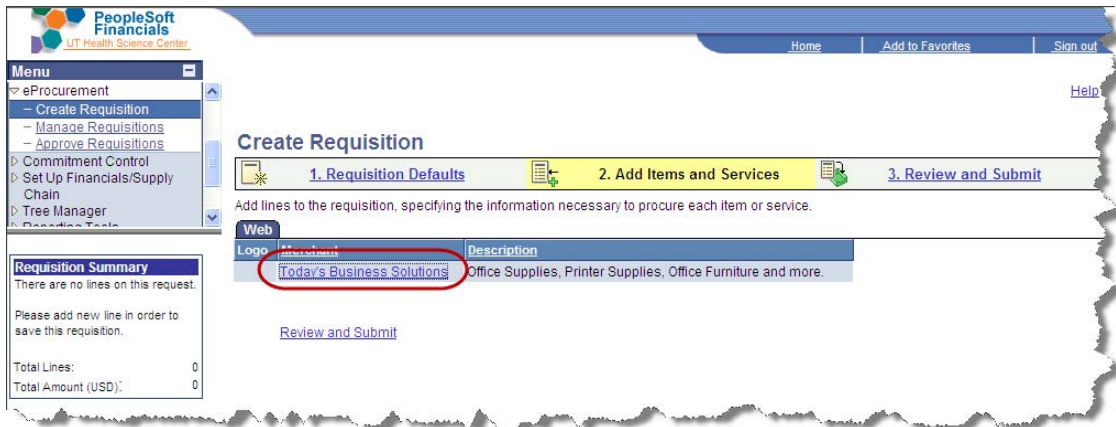 PeopleSoft
Financials
UT Health Science Center
Home
Add to Favorites
Sign out
Menu
eProcurement
– Create Requisition
– Manage Requisitions
– Approve Requisitions
Commitment Control
Set Up Financials/Supply
Chain
Tree Manager
Reporting Tools
Help
Create Requisition
1. Requisition Defaults
2. Add Items and Services
3. Review and Submit
Add lines to the requisition, specifying the information necessary to procure each item or service.
Web
Logo Merchant Description
Today's Business Solutions Office Supplies, Printer Supplies, Office Furniture and more.
Review and Submit
Requisition Summary
There are no lines on this request.
Please add new line in order to
save this requisition.
Total Lines: 0
Total Amount (USD): 0